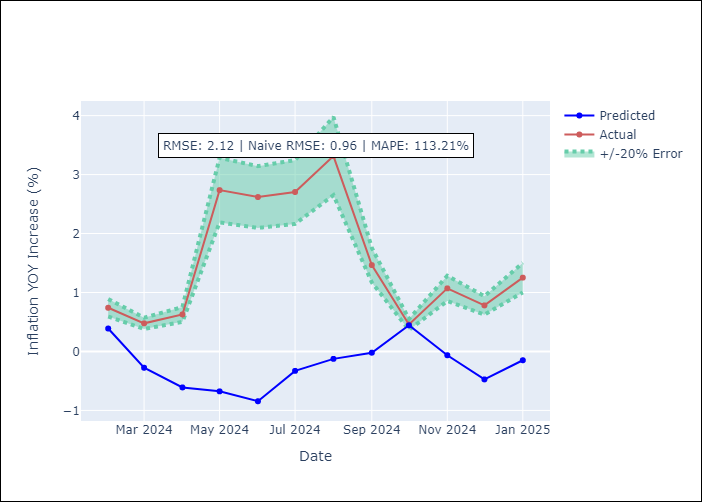 RMSE: 2.12 | Naive RMSE: 0.96 | MAPE: 113.21%
Predicted
Actual
+/-20% Error
Inflation YOY Increase (%)
4
3
2
1
0
−1
Mar 2024
May 2024
Jul 2024
Sep 2024
Nov 2024
Jan 2025
Date